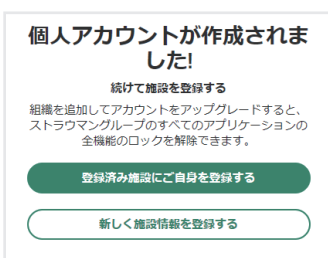 個人アカウントが作成されま
した!
続けて施設を登録する
組織を追加してアカウントをアップグレードすると、
ストラウマングループのすべてのアプリケーションの
全機能のロックを解除できます。
登録済み施設にご自身を登録する
新しく施設情報を登録する